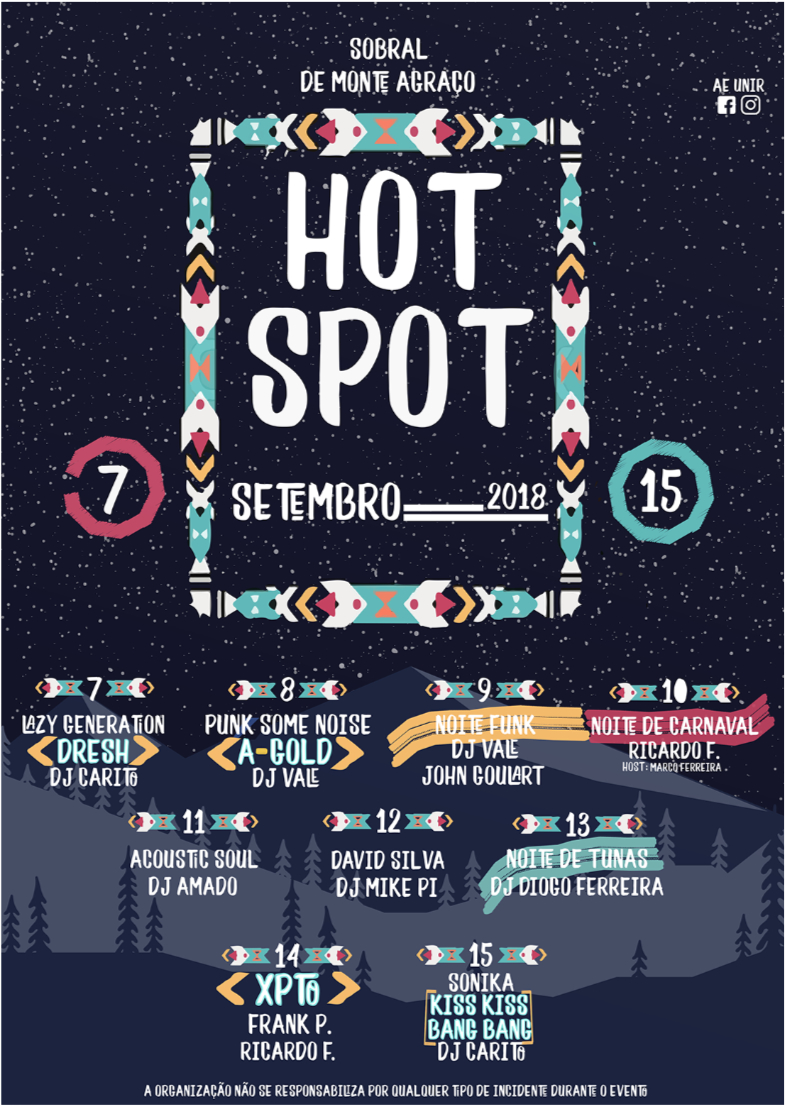 SOBRAL
DE MONTE AGRAÇO
AE UNIR
HOT
SPOT
7
SETEMBRO 2018
15
7
LAZY GENERATION
DRESH
DJ CARITO
8
PUNK SOME NOISE
A-GOLD
DJ VALE
9
NOITE FUNK
DJ VALE
JOHN GOULART
10
NOITE DE CARNAVAL
RICARDO F.
HOST: MARCO FERREIRA
11
ACOUSTIC SOUL
DJ AMADO
12
DAVID SILVA
DJ MIKE PI
13
NOITE DE TUNAS
DJ DIOGO FERREIRA
14
XPTO
FRANK P.
RICARDO F.
15
SONIKA
KISS KISS
BANG BANG
DJ CARITO
A ORGANIZAÇÃO NÃO SE RESPONSABILIZA POR QUALQUER TIPO DE INCIDENTE DURANTE O EVENTO